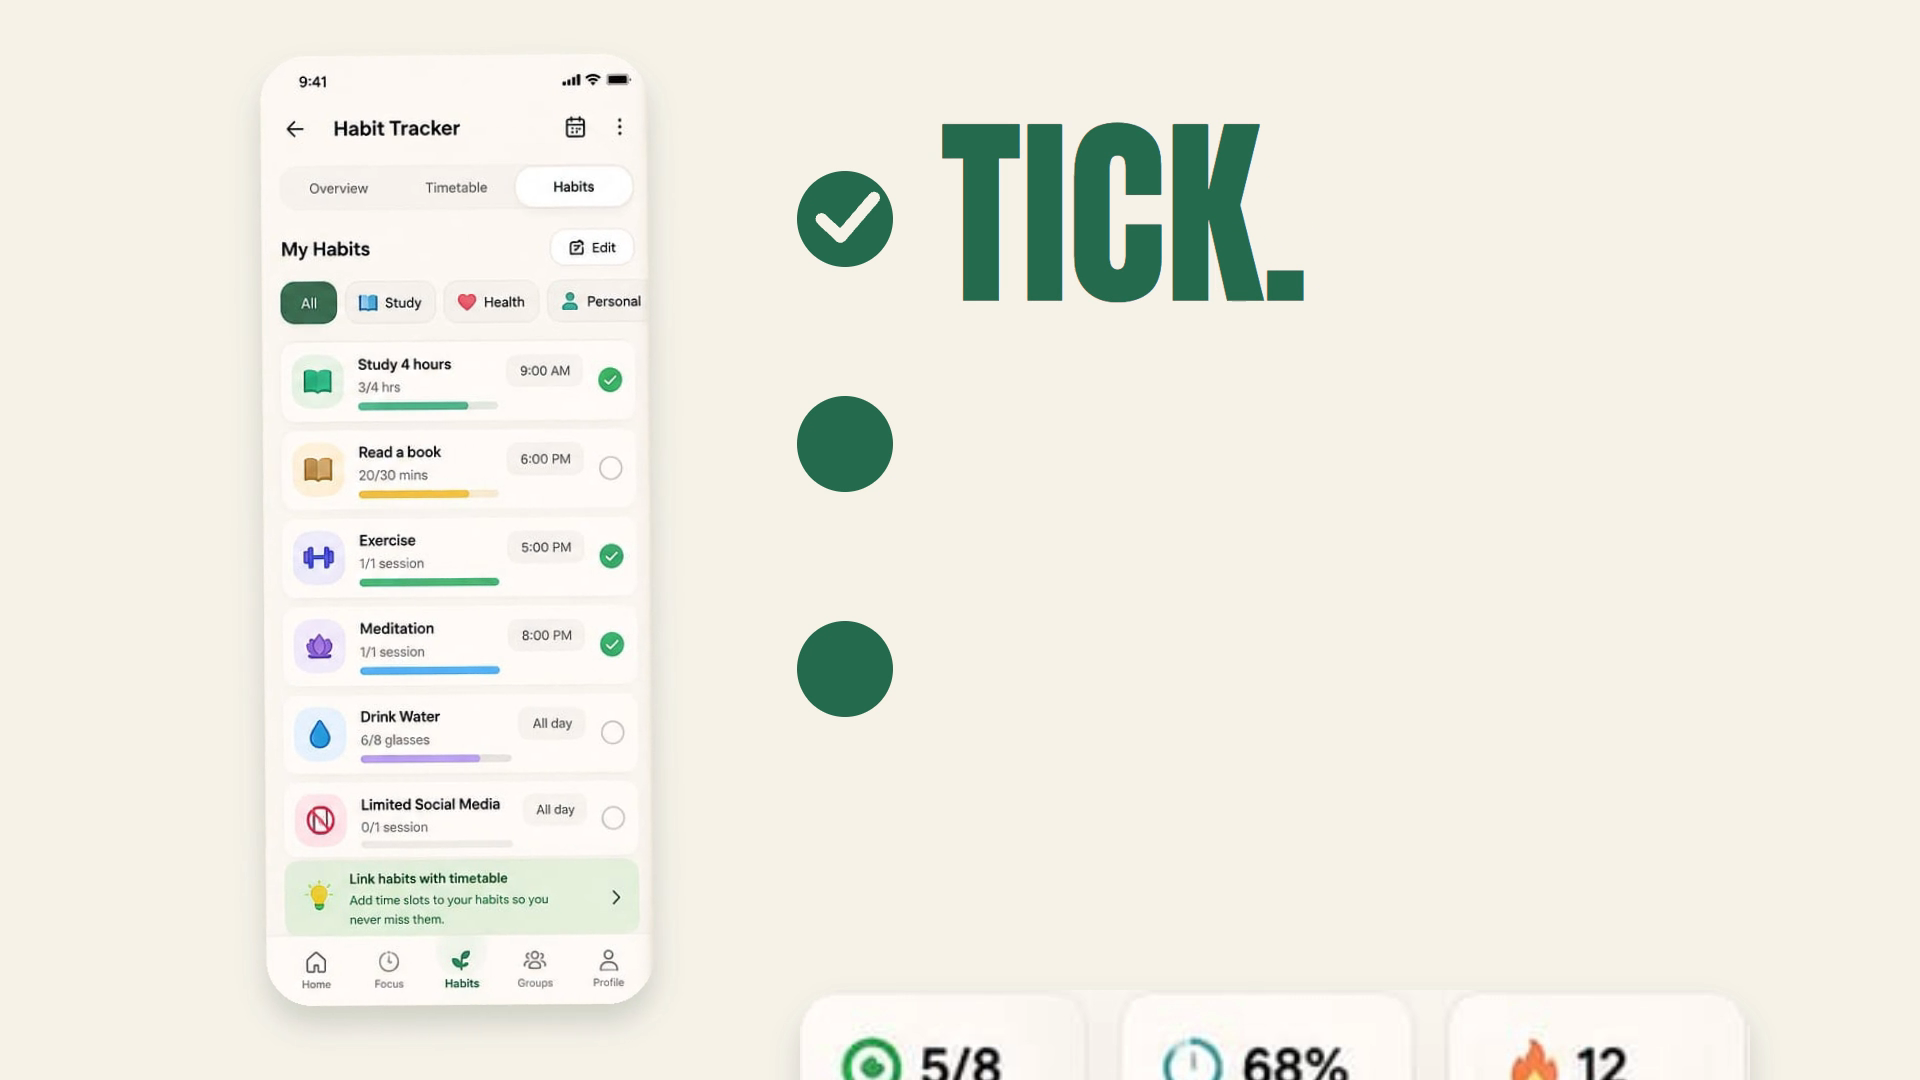 9:41
Habit Tracker
Overview Timetable Habits
My Habits
Edit
All Study Health Personal
Study 4 hours
3/4 hrs
9:00 AM
Read a book
20/30 mins
6:00 PM
Exercise
1/1 session
5:00 PM
Meditation
1/1 session
8:00 PM
Drink Water
6/8 glasses
All day
Limited Social Media
0/1 session
All day
Link habits with timetable
Add time slots to your habits so you
never miss them.
Home Focus Habits Groups Profile
TICK.
5/8 68% 12